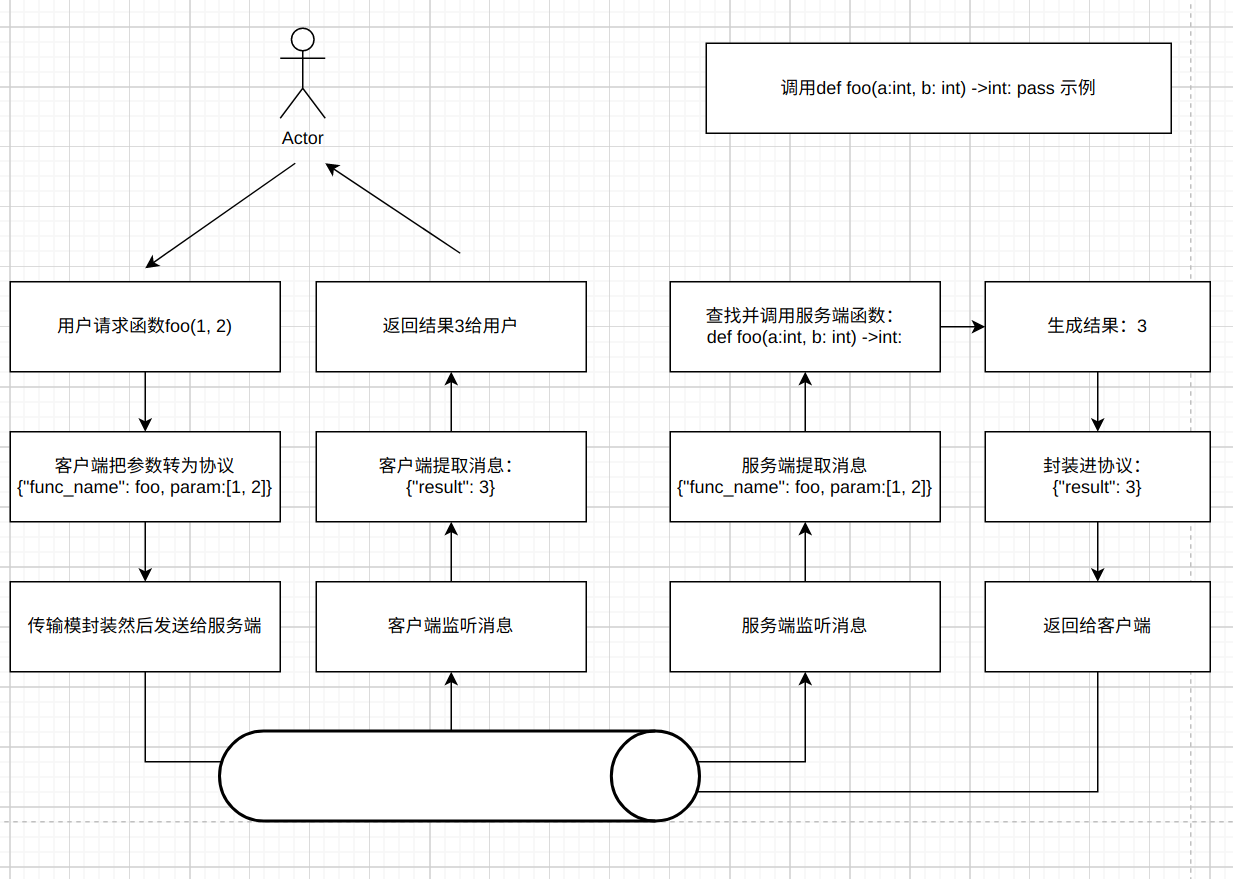 Actor
调用def foo(a:int, b: int) ->int: pass 示例
用户请求函数foo(1, 2)
返回结果3给用户
查找并调用服务端函数：
def foo(a:int, b: int) ->int:
生成结果：3
客户端把参数转为协议
{"func_name": foo, param:[1, 2]}
客户端提取消息：
{"result": 3}
服务端提取消息
{"func_name": foo, param:[1, 2]}
封装进协议：
{"result": 3}
传输模封装然后发送给服务端
客户端监听消息
服务端监听消息
返回给客户端